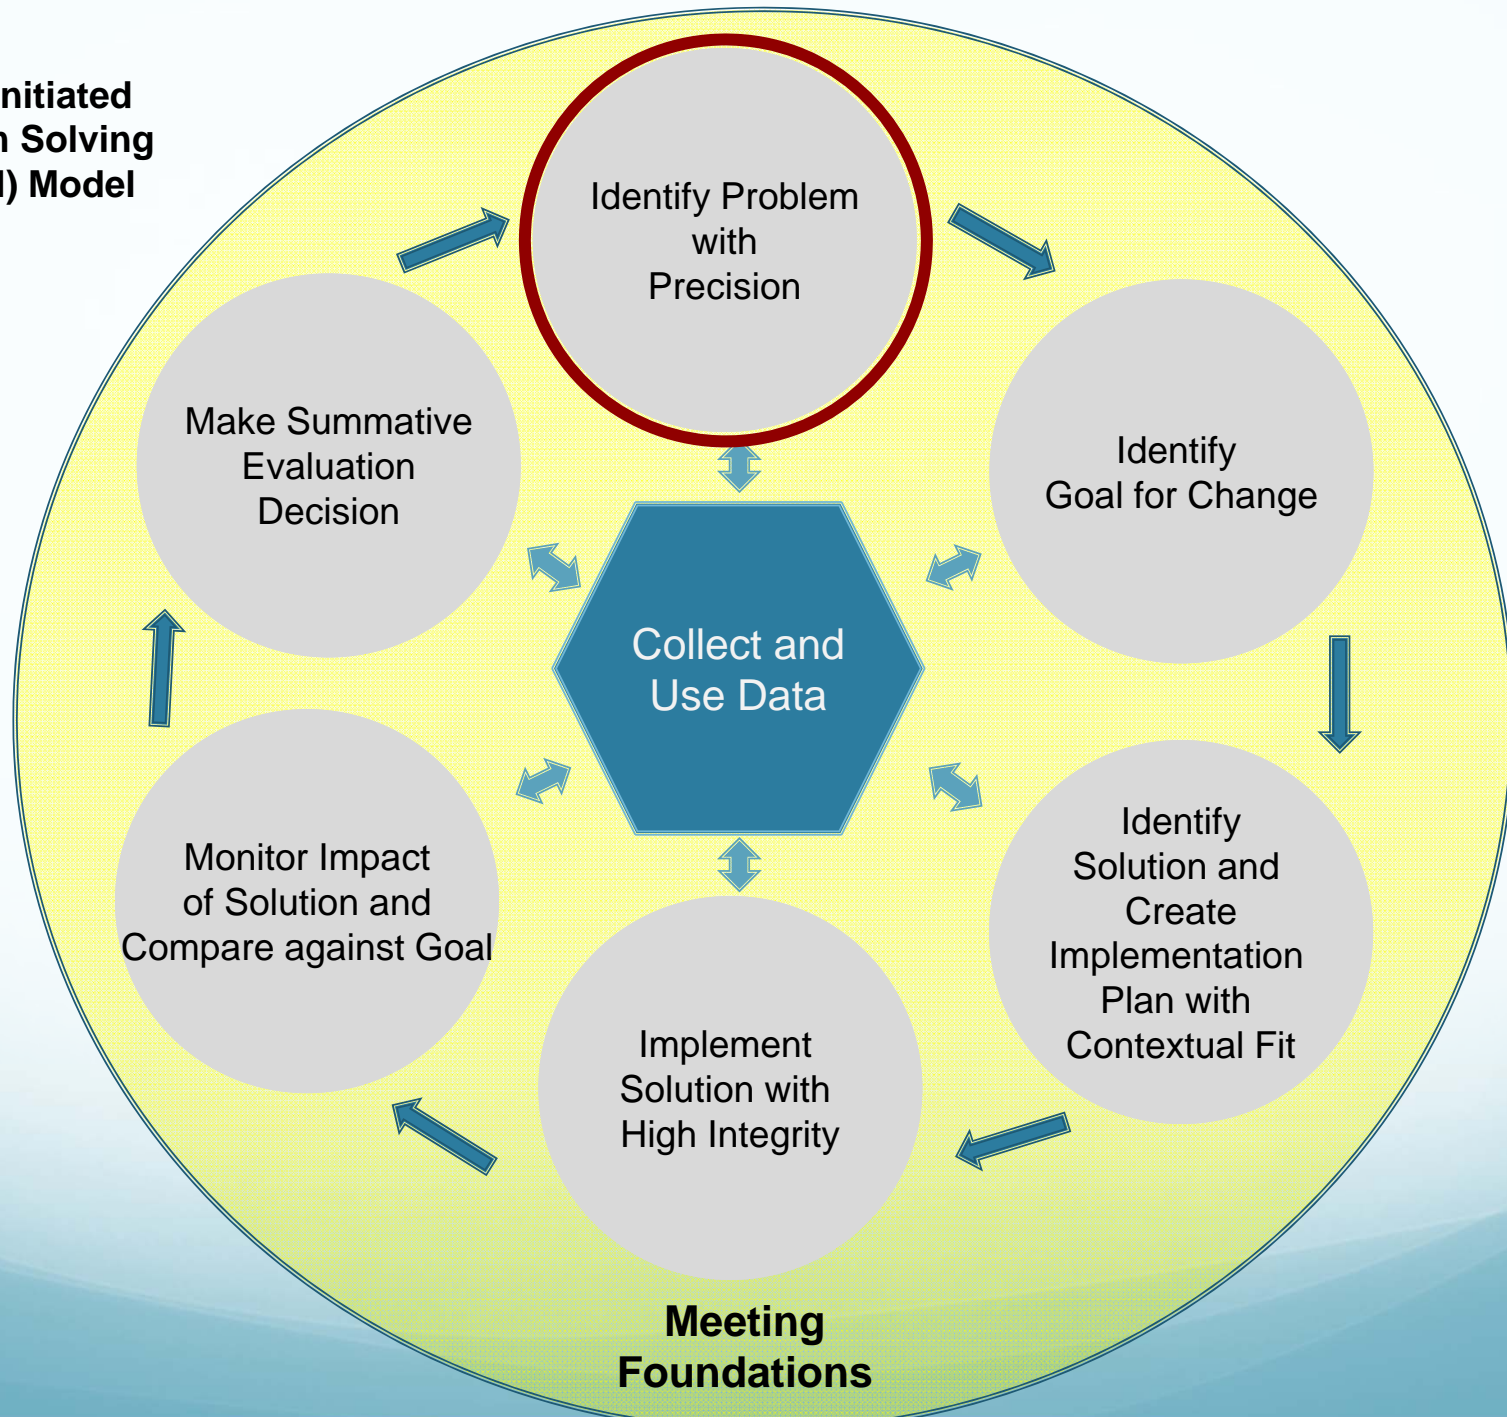 nitiated
Solving
) Model
Identify Problem
with
Precision
Identify
Goal for Change
Identify
Solution and
Create
Implementation
Plan with
Contextual Fit
Implement
Solution with
High Integrity
Monitor Impact
of Solution and
Compare against Goal
Make Summative
Evaluation
Decision
Collect and
Use Data
Meeting
Foundations